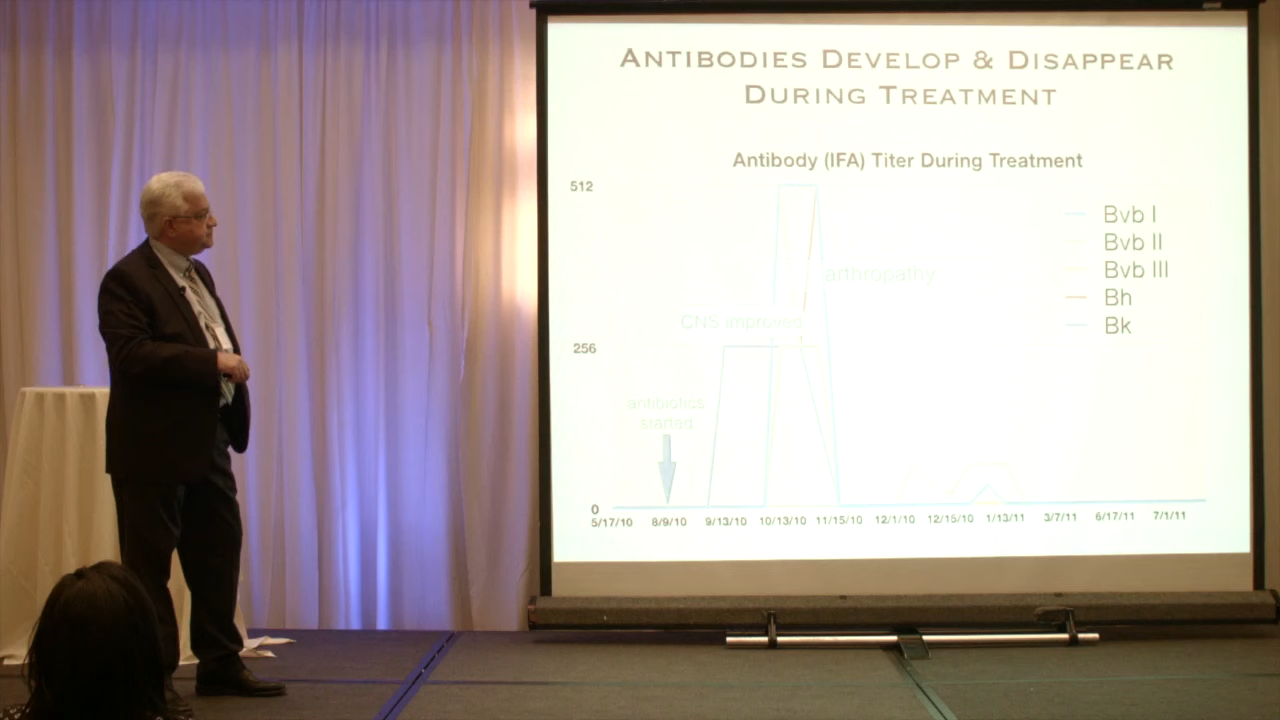 ANTIBODIES DEVELOP & DISAPPEAR
DURING TREATMENT
Antibody (IFA) Titer During Treatment
512
256
0
arthropathy
CNS improved
antibiotics
started
Bvb I
Bvb II
Bvb III
Bh
Bk
5/17/10 8/9/10 9/13/10 10/13/10 11/15/10 12/1/10 12/15/10 1/13/11 3/7/11 6/17/11 7/1/11